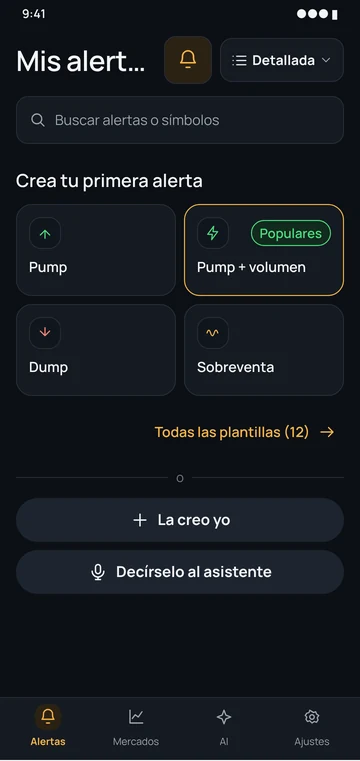 9:41
Mis alert...
Detallada
Buscar alertas o símbolos
Crea tu primera alerta
Pump
Populares
Pump + volumen
Dump
Sobreventa
Todas las plantillas (12)
o
La creo yo
Decírselo al asistente
Alertas
Mercados
AI
Ajustes